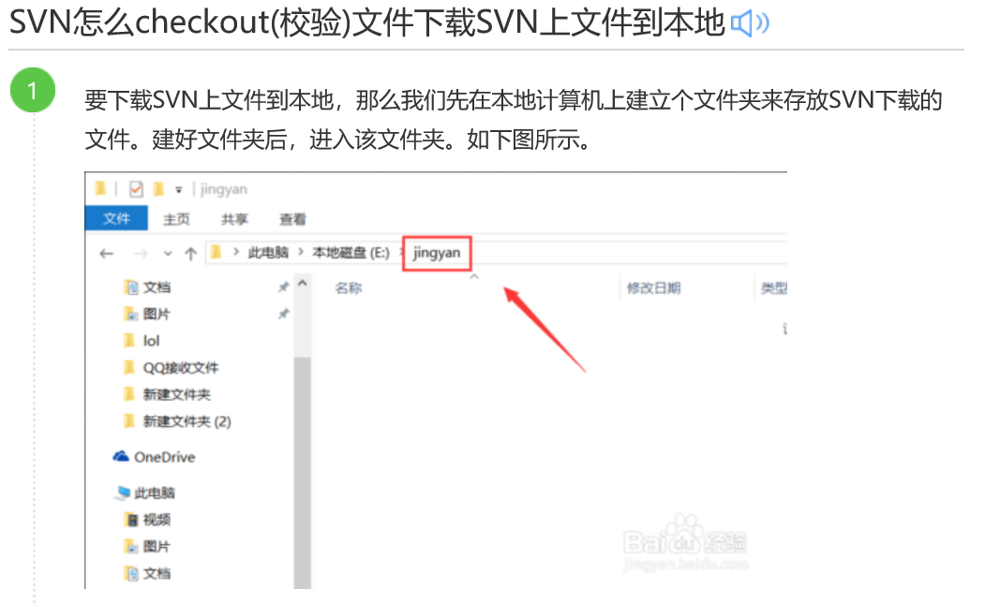 SVN怎么checkout(校验)文件下载SVN上文件到本地
1
要下载SVN上文件到本地，那么我们先在本地计算机上建立个文件夹来存放SVN下载的
文件。建好文件夹后，进入该文件夹。如下图所示。
jingyan
文件 主页 共享 查看
此电脑 > 本地磁盘 (E:) > jingyan
名称 修改日期 类型
文档
图片
lol
QQ接收文件
新建文件夹
新建文件夹 (2)
OneDrive
此电脑
视频
图片
文档
Baidu 经验
jingyan.baidu.com